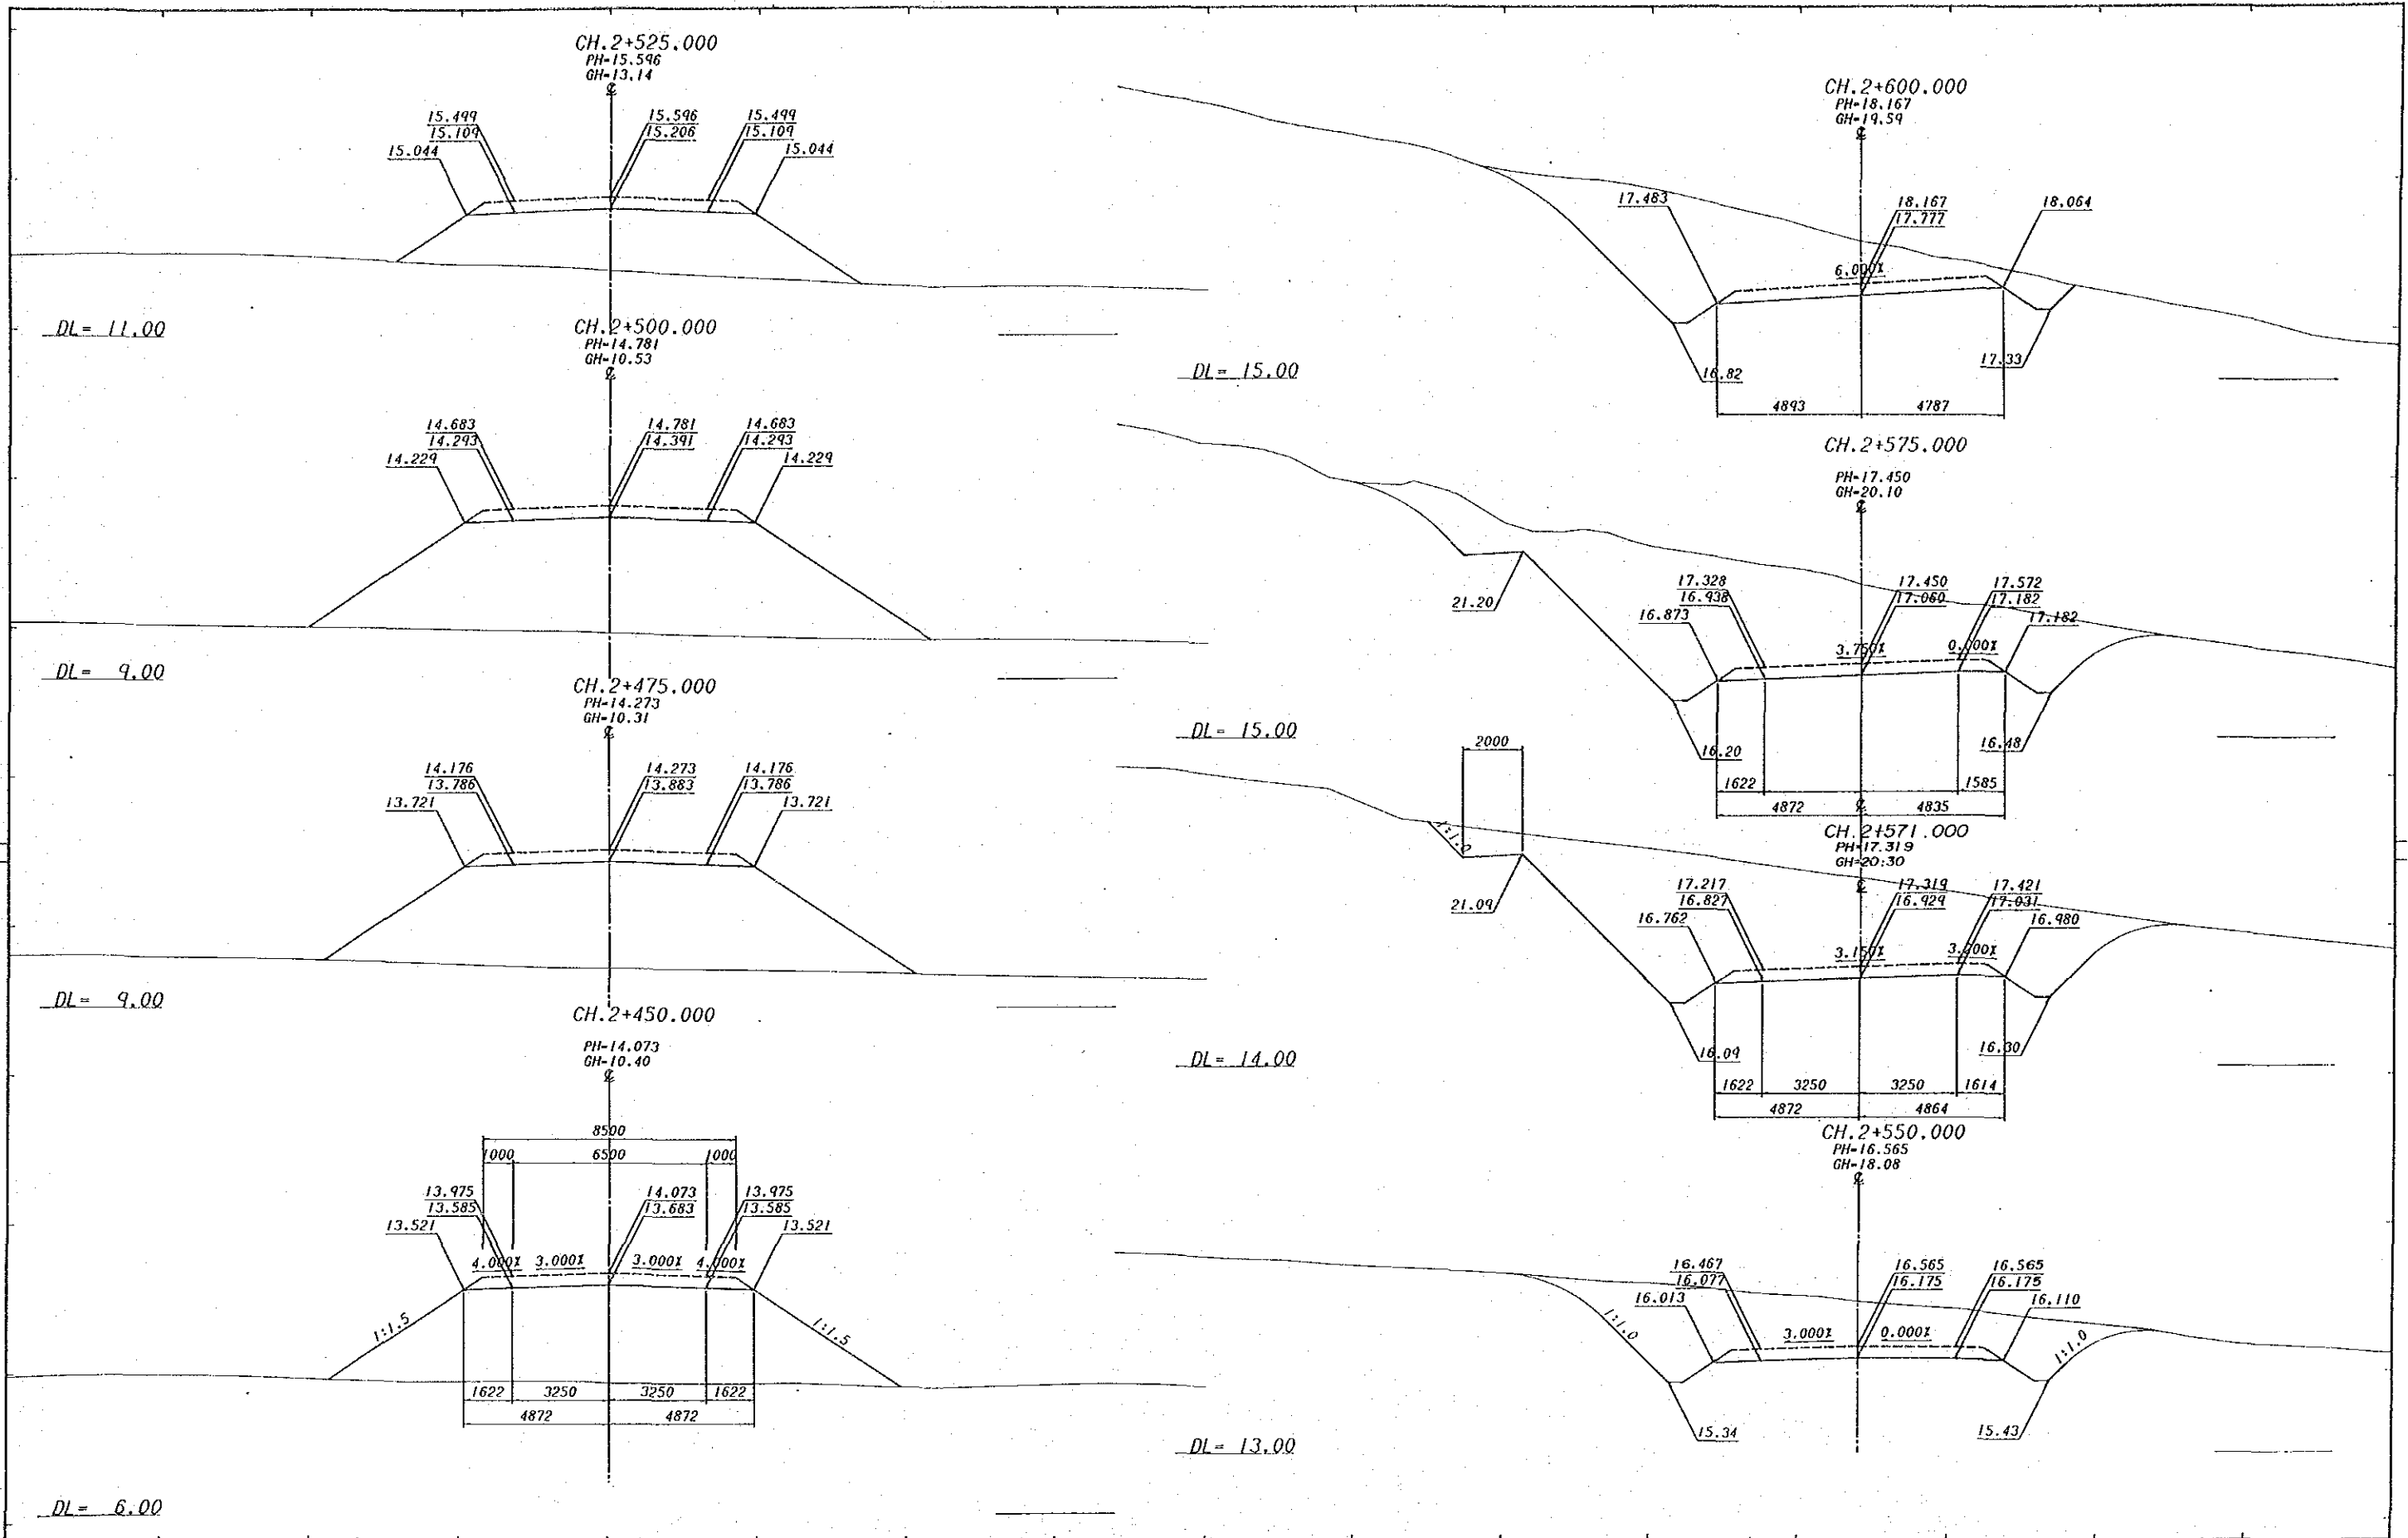 CH.2+525.000
PH=15.596
GH=13.14
℄
15.499 15.596 15.499
15.109 15.206 15.109
15.044 15.044
DL= 11.00
CH.2+500.000
PH=14.781
GH=10.53
℄
14.683 14.781 14.683
14.293 14.391 14.293
14.229 14.229
DL= 9.00
CH.2+475.000
PH=14.273
GH=10.31
℄
14.176 14.273 14.176
13.786 13.883 13.786
13.721 13.721
DL= 9.00
CH.2+450.000
PH=14.073
GH=10.40
℄
8500
1000 6500 1000
13.975 14.073 13.975
13.585 13.683 13.585
13.521 13.521
4.000% 3.000% 3.000% 4.000%
1:1.5 1:1.5
1622 3250 3250 1622
4872 4872
DL= 6.00
CH.2+600.000
PH=18.167
GH=19.59
℄
17.483 18.167 18.064
17.777
6.000%
16.82 17.33
DL= 15.00
4893 4787
CH.2+575.000
PH=17.450
GH=20.10
℄
17.328 17.450 17.572
21.20 16.938 17.060 17.182
16.873 17.182
3.750% 0.000%
DL= 15.00
16.20 16.48
2000
1622 1585
4872 ℄ 4835
CH.2+571.000
PH=17.319
GH=20.30
℄
1:1.0
17.217 17.319 17.421
21.09 16.827 16.929 17.031
16.762 16.980
3.150% 3.000%
16.09 16.30
DL= 14.00
1622 3250 3250 1614
4872 4864
CH.2+550.000
PH=16.565
GH=18.08
℄
16.467 16.565 16.565
16.077 16.175 16.175
16.013 16.110
1:1.0 3.000% 0.000% 1:1.0
15.34 15.43
DL= 13.00